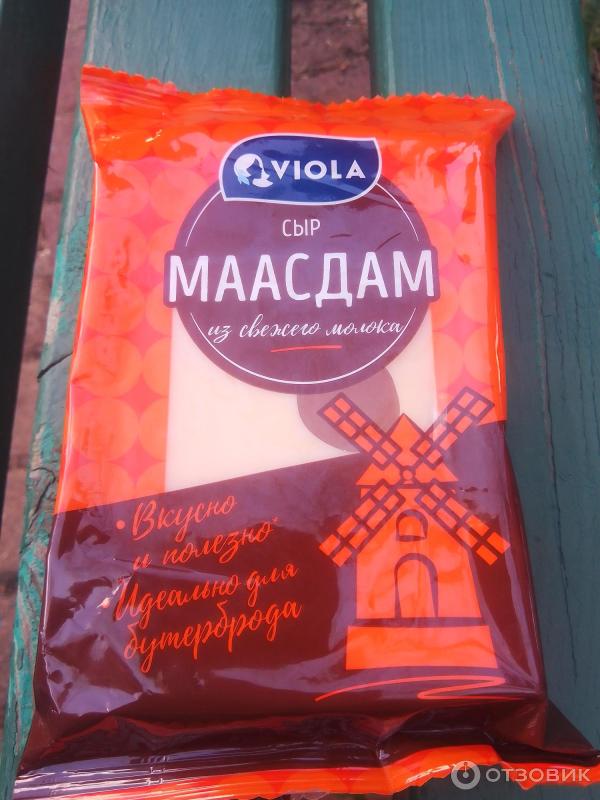 VIOLA
СЫР
МААСДАМ
из свежего молока
• Вкусно
и полезно*
• Идеально для
бутерброда
ОТЗОВИК